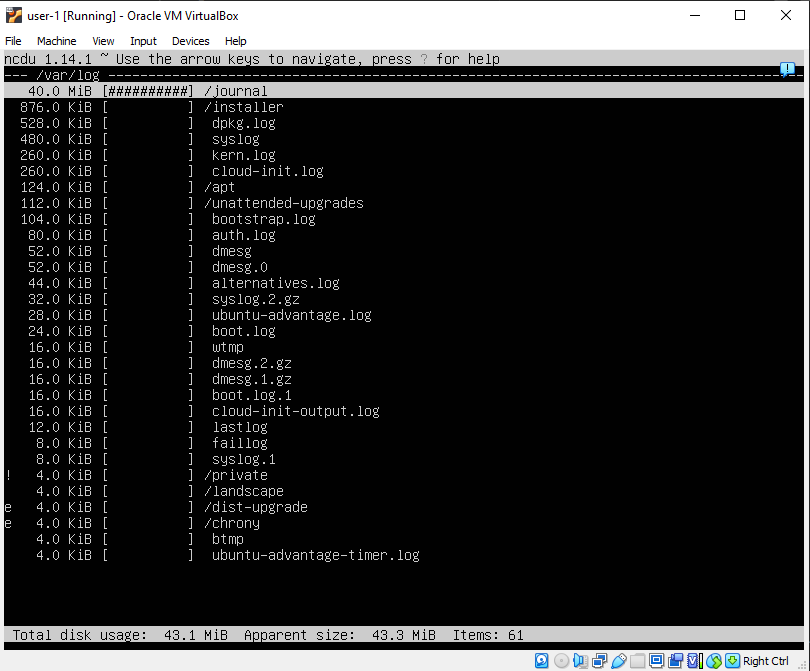 user-1 [Running] - Oracle VM VirtualBox
File Machine View Input Devices Help
ncdu 1.14.1 ~ Use the arrow keys to navigate, press ? for help
--- /var/log ---------------------------------------------------------------------------------------
40.0 MiB [##########] /journal
876.0 KiB [          ] /installer
528.0 KiB [          ]  dpkg.log
480.0 KiB [          ]  syslog
260.0 KiB [          ]  kern.log
260.0 KiB [          ]  cloud-init.log
124.0 KiB [          ] /apt
112.0 KiB [          ] /unattended-upgrades
104.0 KiB [          ]  bootstrap.log
80.0 KiB [          ]  auth.log
52.0 KiB [          ]  dmesg
52.0 KiB [          ]  dmesg.0
44.0 KiB [          ]  alternatives.log
32.0 KiB [          ]  syslog.2.gz
28.0 KiB [          ]  ubuntu-advantage.log
24.0 KiB [          ]  boot.log
16.0 KiB [          ]  wtmp
16.0 KiB [          ]  dmesg.2.gz
16.0 KiB [          ]  dmesg.1.gz
16.0 KiB [          ]  boot.log.1
16.0 KiB [          ]  cloud-init-output.log
12.0 KiB [          ]  lastlog
8.0 KiB [          ]  faillog
8.0 KiB [          ]  syslog.1
! 4.0 KiB [          ] /private
4.0 KiB [          ] /landscape
e 4.0 KiB [          ] /dist-upgrade
e 4.0 KiB [          ] /chrony
4.0 KiB [          ]  btmp
4.0 KiB [          ]  ubuntu-advantage-timer.log
Total disk usage: 43.1 MiB Apparent size: 43.3 MiB Items: 61
Right Ctrl